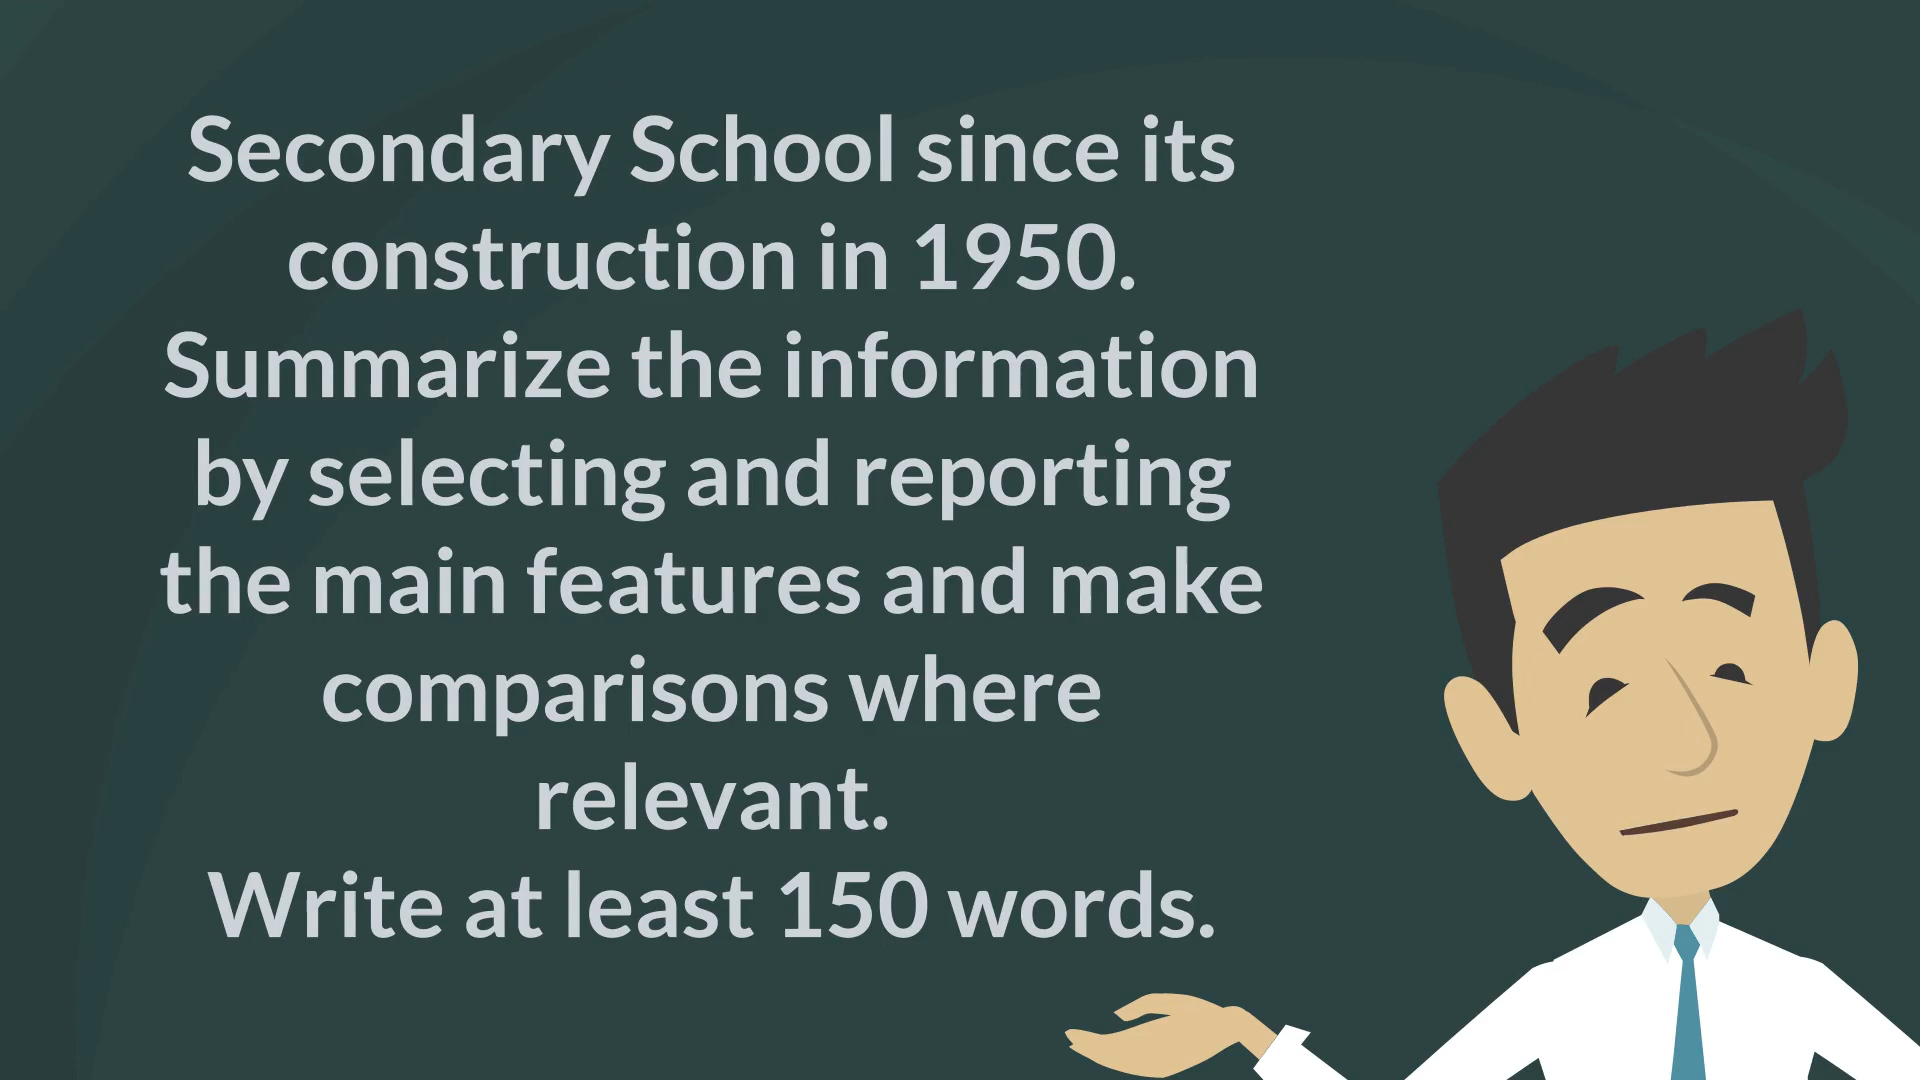 Secondary School since its
construction in 1950.
Summarize the information
by selecting and reporting
the main features and make
comparisons where
relevant.
Write at least 150 words.